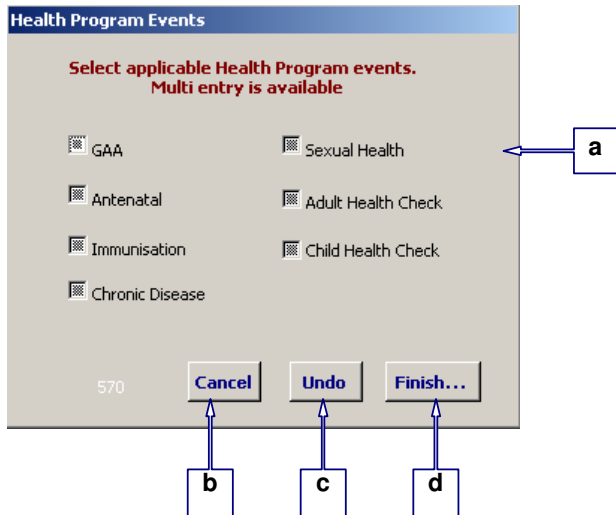 Health Program Events
Select applicable Health Program events.
Multi entry is available
GAA
Sexual Health
a
Antenatal
Adult Health Check
Immunisation
Child Health Check
Chronic Disease
570
Cancel
Undo
Finish...
b
c
d